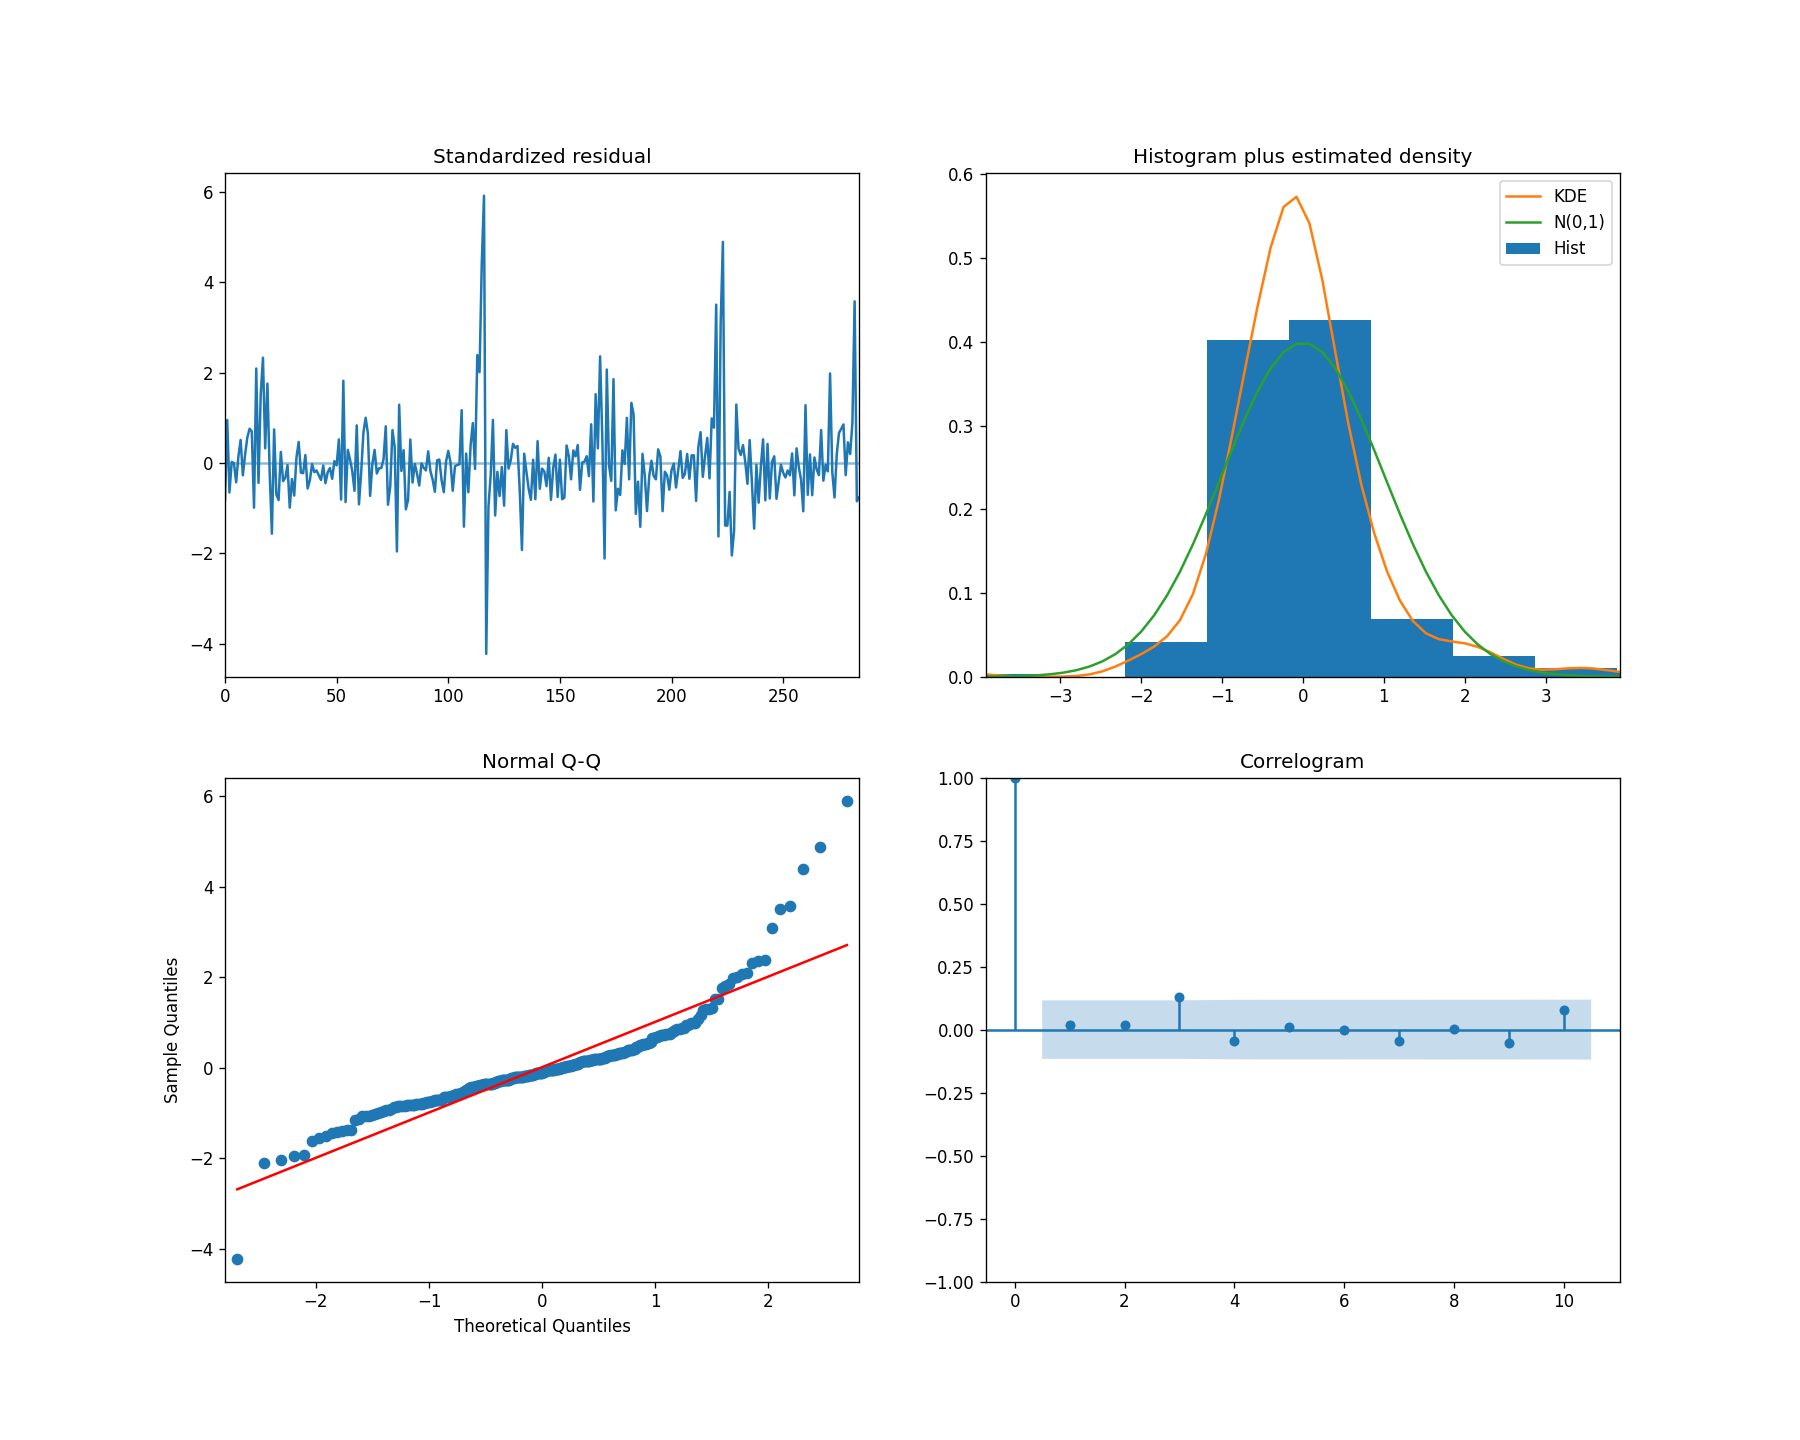 Standardized residual
6
4
2
0
−2
−4
0 50 100 150 200 250
Histogram plus estimated density
0.6
0.5
0.4
0.3
0.2
0.1
0.0
KDE
N(0,1)
Hist
−3 −2 −1 0 1 2 3
Normal Q-Q
Sample Quantiles
6
4
2
0
−2
−4
−2 −1 0 1 2
Theoretical Quantiles
Correlogram
1.00
0.75
0.50
0.25
0.00
−0.25
−0.50
−0.75
−1.00
0 2 4 6 8 10